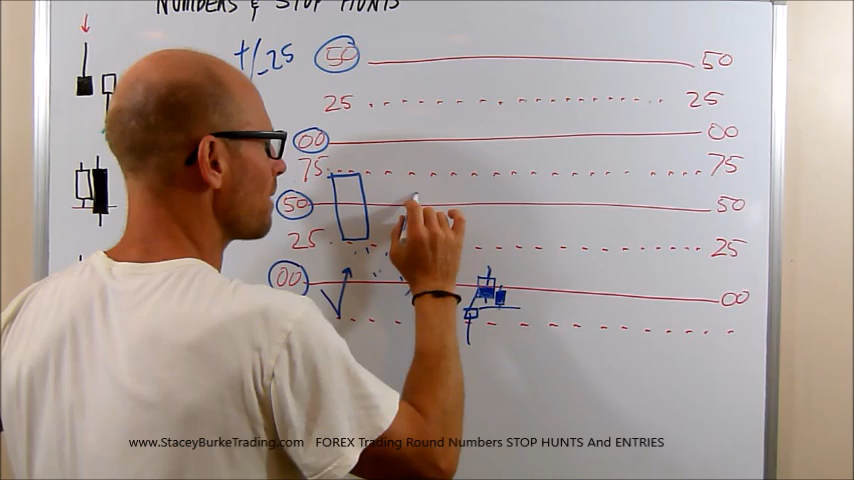 NUMBERS & STOP HUNTS
+/-25 50 50
25 25
00 00
75 75
50 50
25 25
00 00
www.StaceyBurkeTrading.com FOREX Trading Round Numbers STOP HUNTS And ENTRIES